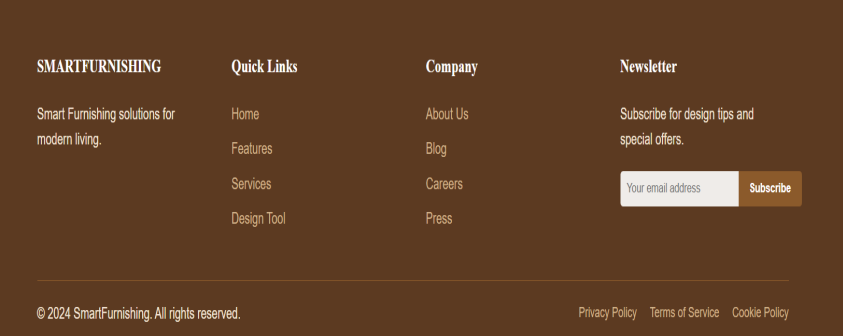 SMARTFURNISHING
Smart Furnishing solutions for
modern living.
Quick Links
Home
Features
Services
Design Tool
Company
About Us
Blog
Careers
Press
Newsletter
Subscribe for design tips and
special offers.
Your email address
Subscribe
© 2024 SmartFurnishing. All rights reserved.
Privacy Policy Terms of Service Cookie Policy